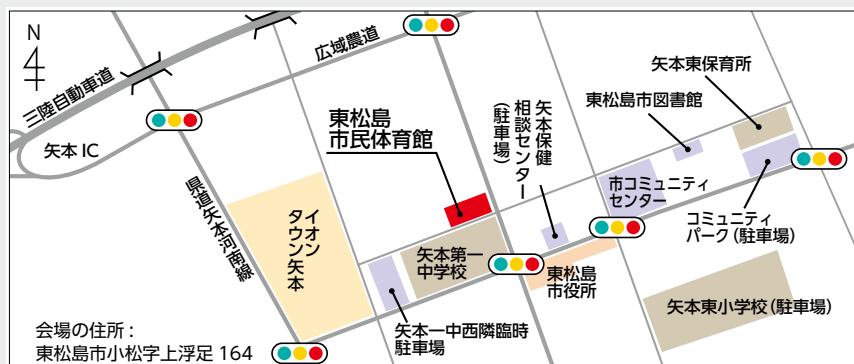 N
三陸自動車道
矢本 IC
広域農道
県道矢本河南線
イオン
タウン矢本
東松島
市民体育館
矢本保健
相談センター
(駐車場)
東松島市図書館
矢本東保育所
市コミュニティ
センター
コミュニティ
パーク(駐車場)
矢本第一
中学校
東松島
市役所
矢本一中西隣臨時
駐車場
矢本東小学校(駐車場)
会場の住所:
東松島市小松字上浮足 164